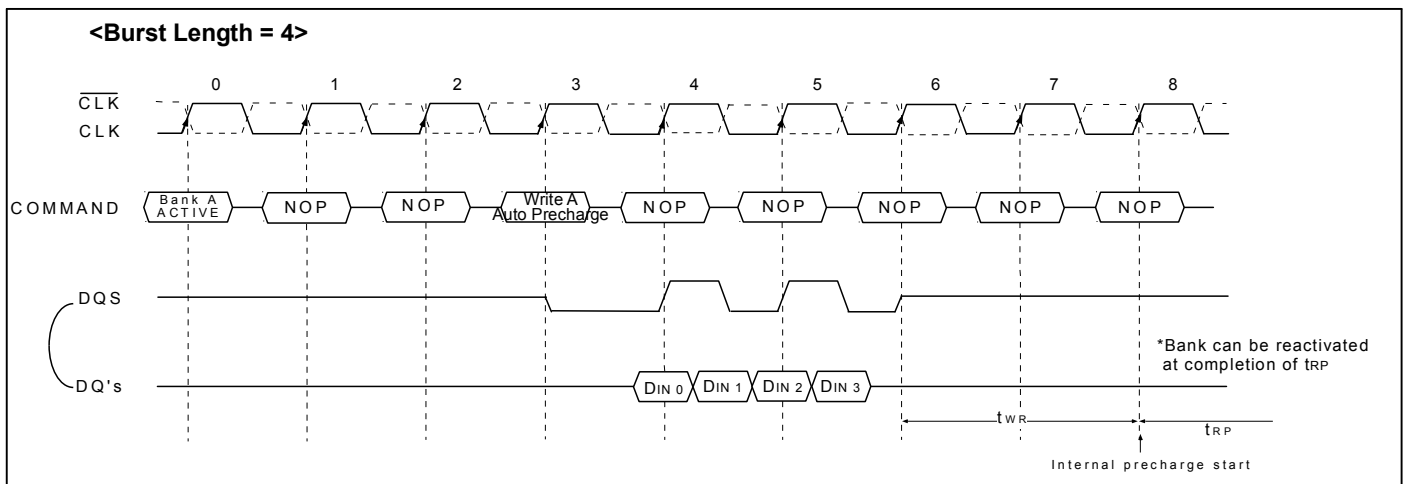 <Burst Length = 4>
0 1 2 3 4 5 6 7 8
CLK
CLK
COMMAND
Bank A
ACTIVE
NOP
NOP
Write A
Auto Precharge
NOP
NOP
NOP
NOP
NOP
DQS
*Bank can be reactivated
at completion of tRP
DQ's
DIN 0
DIN 1
DIN 2
DIN 3
tWR
tRP
Internal precharge start